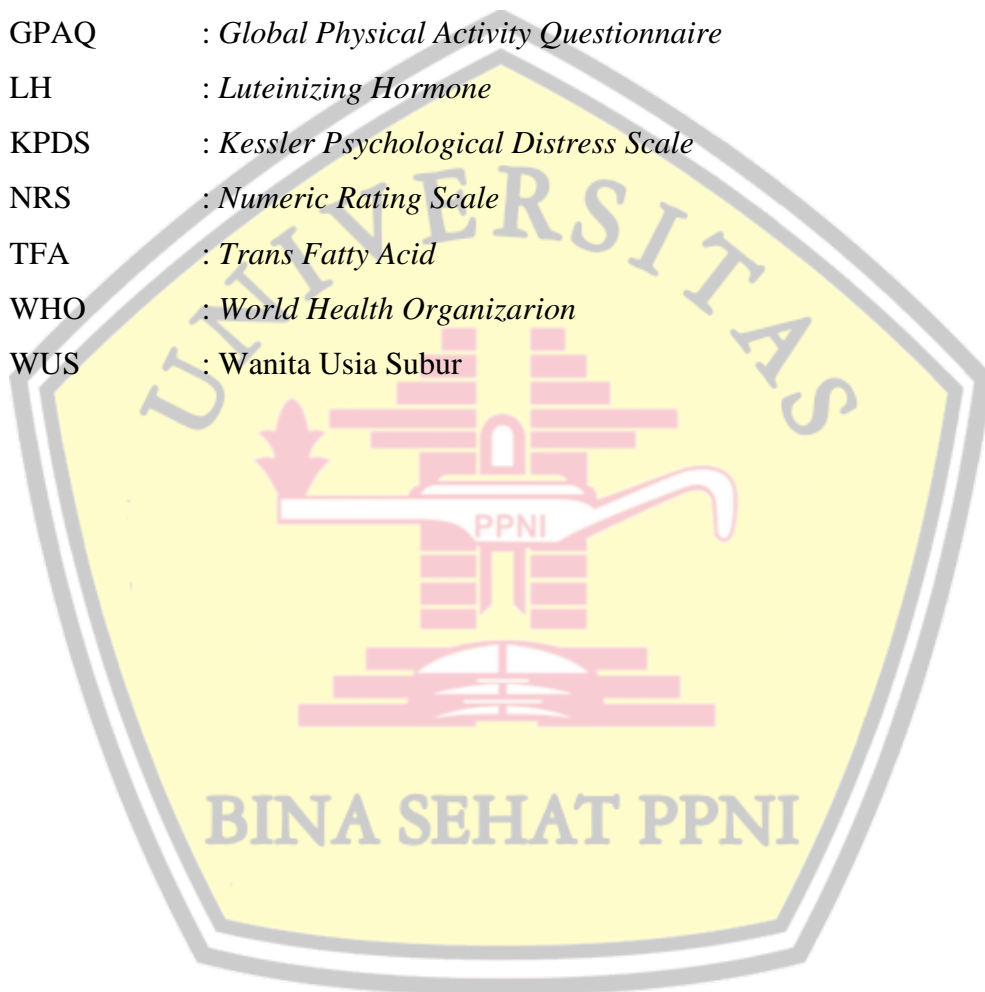 GPAQ : Global Physical Activity Questionnaire
LH : Luteinizing Hormone
KPDS : Kessler Psychological Distress Scale
NRS : Numeric Rating Scale
TFA : Trans Fatty Acid
WHO : World Health Organizarion
WUS : Wanita Usia Subur
UNIVERSITAS
PPNI
BINA SEHAT PPNI